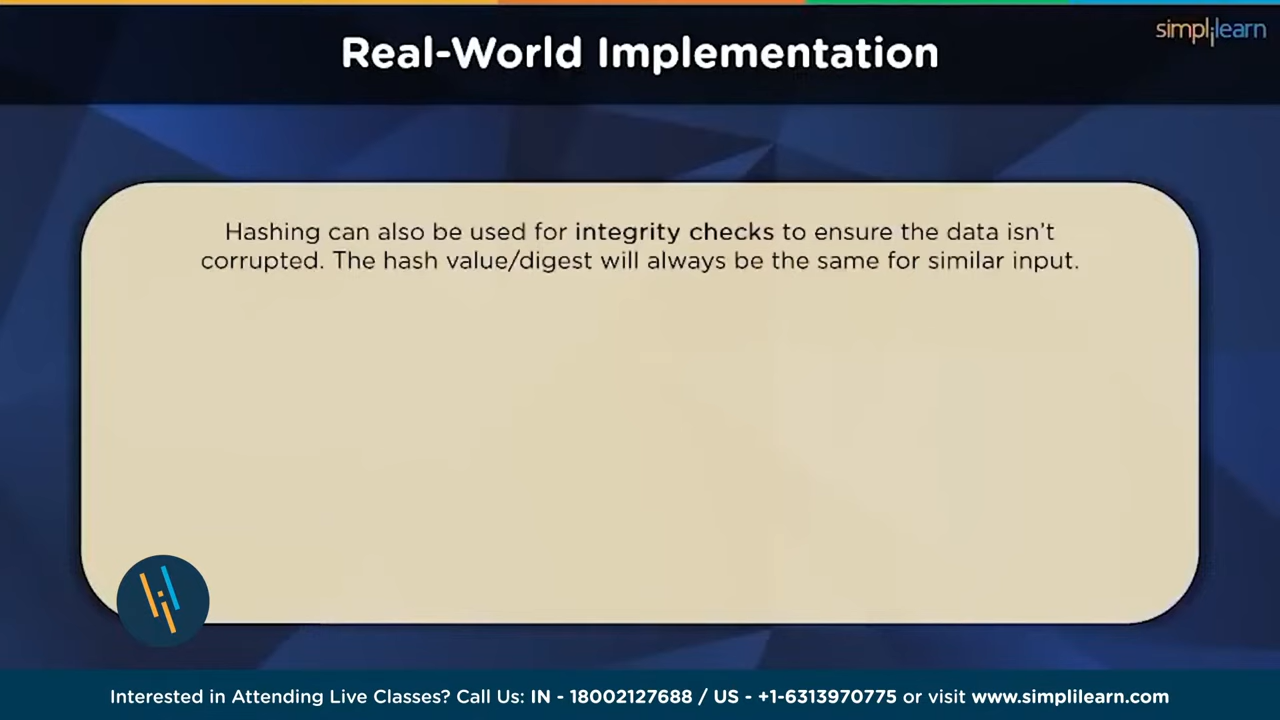 Real-World Implementation
simplilearn
Hashing can also be used for integrity checks to ensure the data isn't
corrupted. The hash value/digest will always be the same for similar input.
Interested in Attending Live Classes? Call Us: IN - 18002127688 / US - +1-6313970775 or visit www.simplilearn.com